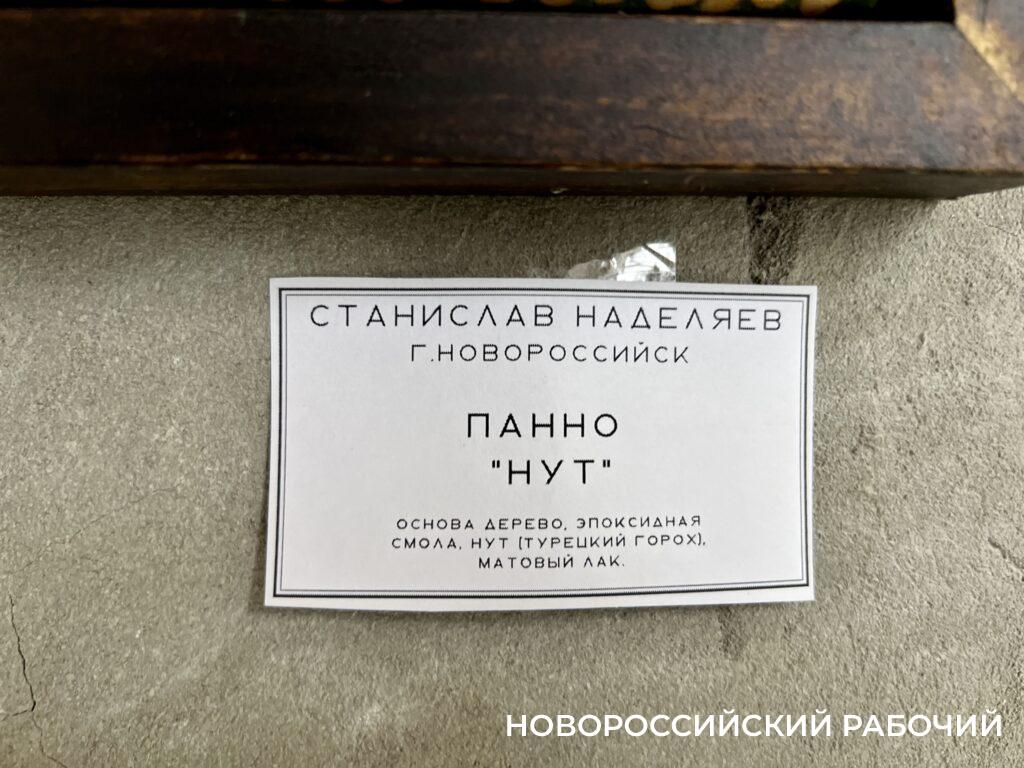 СТАНИСЛАВ НАДЕЛЯЕВ
Г.НОВОРОССИЙСК
ПАННО
"НУТ"
ОСНОВА ДЕРЕВО, ЭПОКСИДНАЯ
СМОЛА, НУТ (ТУРЕЦКИЙ ГОРОХ),
МАТОВЫЙ ЛАК.
НОВОРОССИЙСКИЙ РАБОЧИЙ